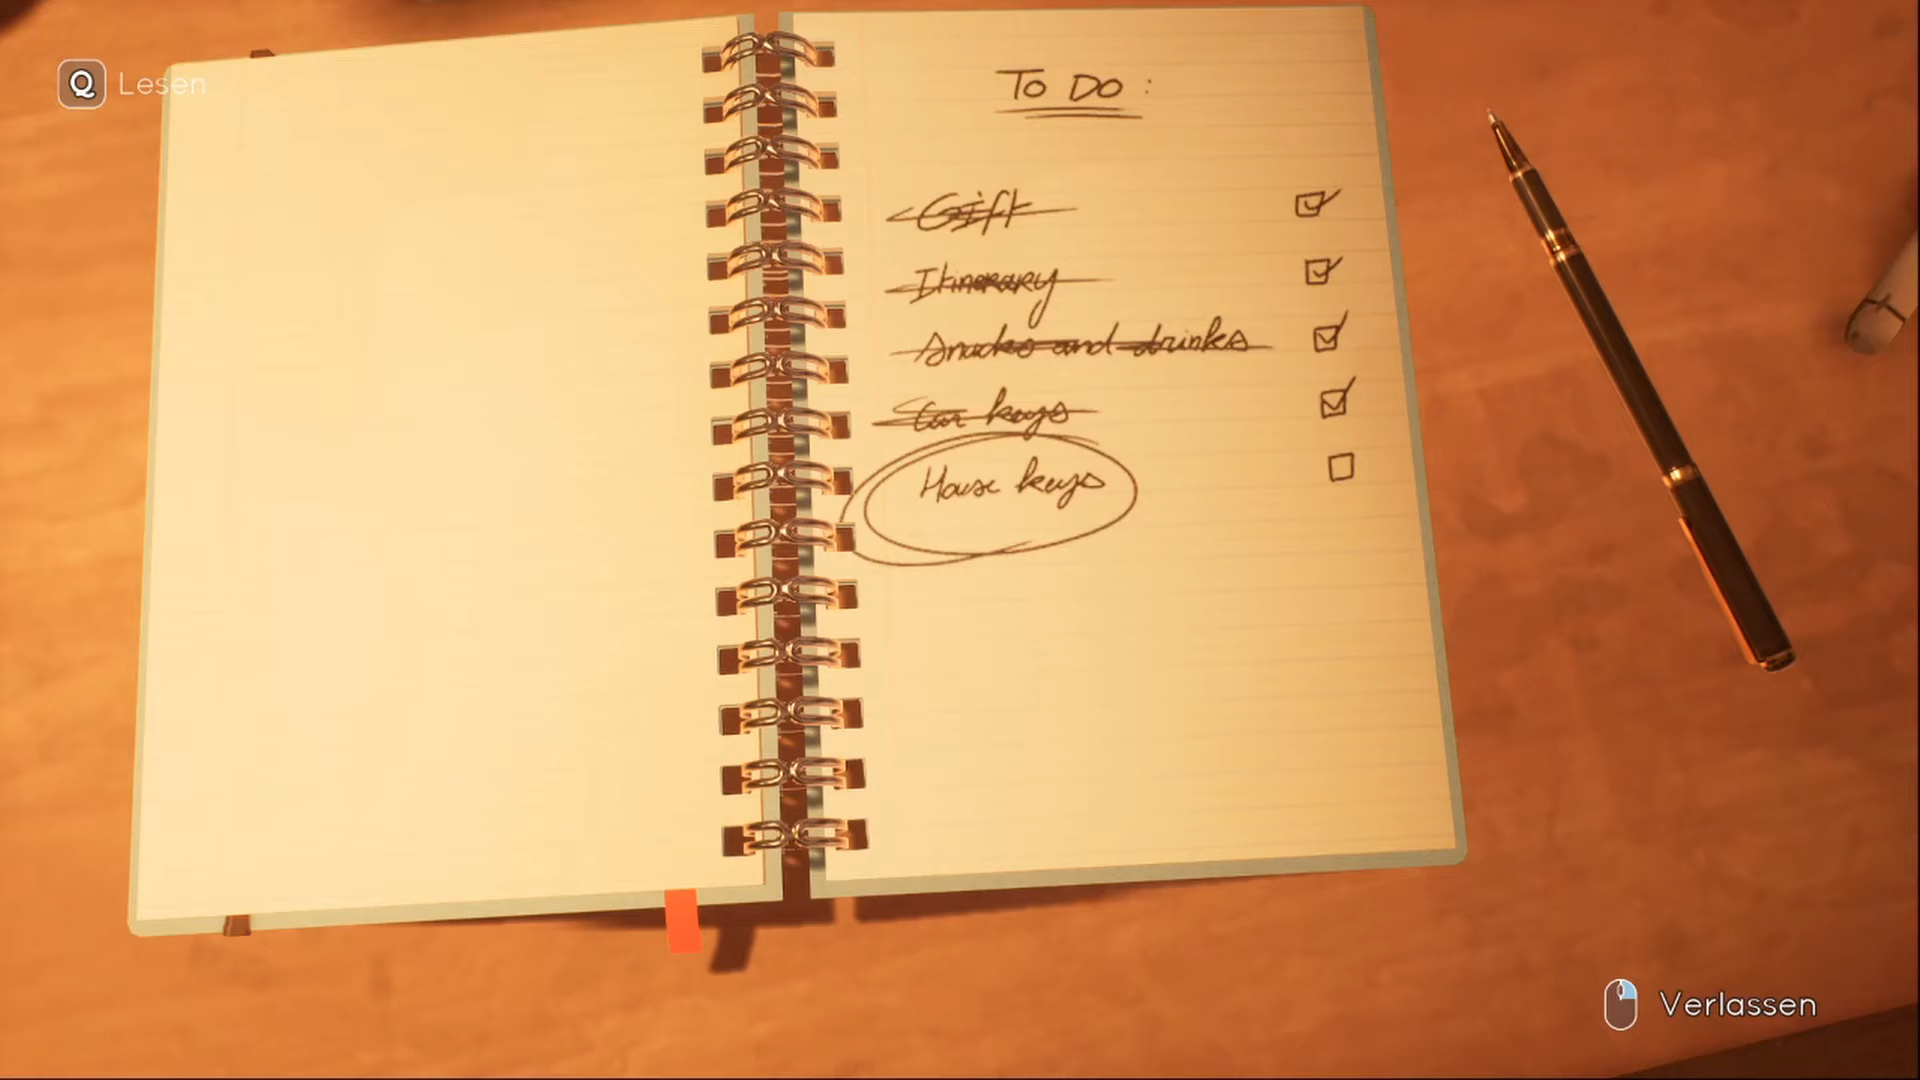 Q Lesen
To Do :
Gift
Itinerary
Snacks and drinks
Car keys
House keys
Verlassen